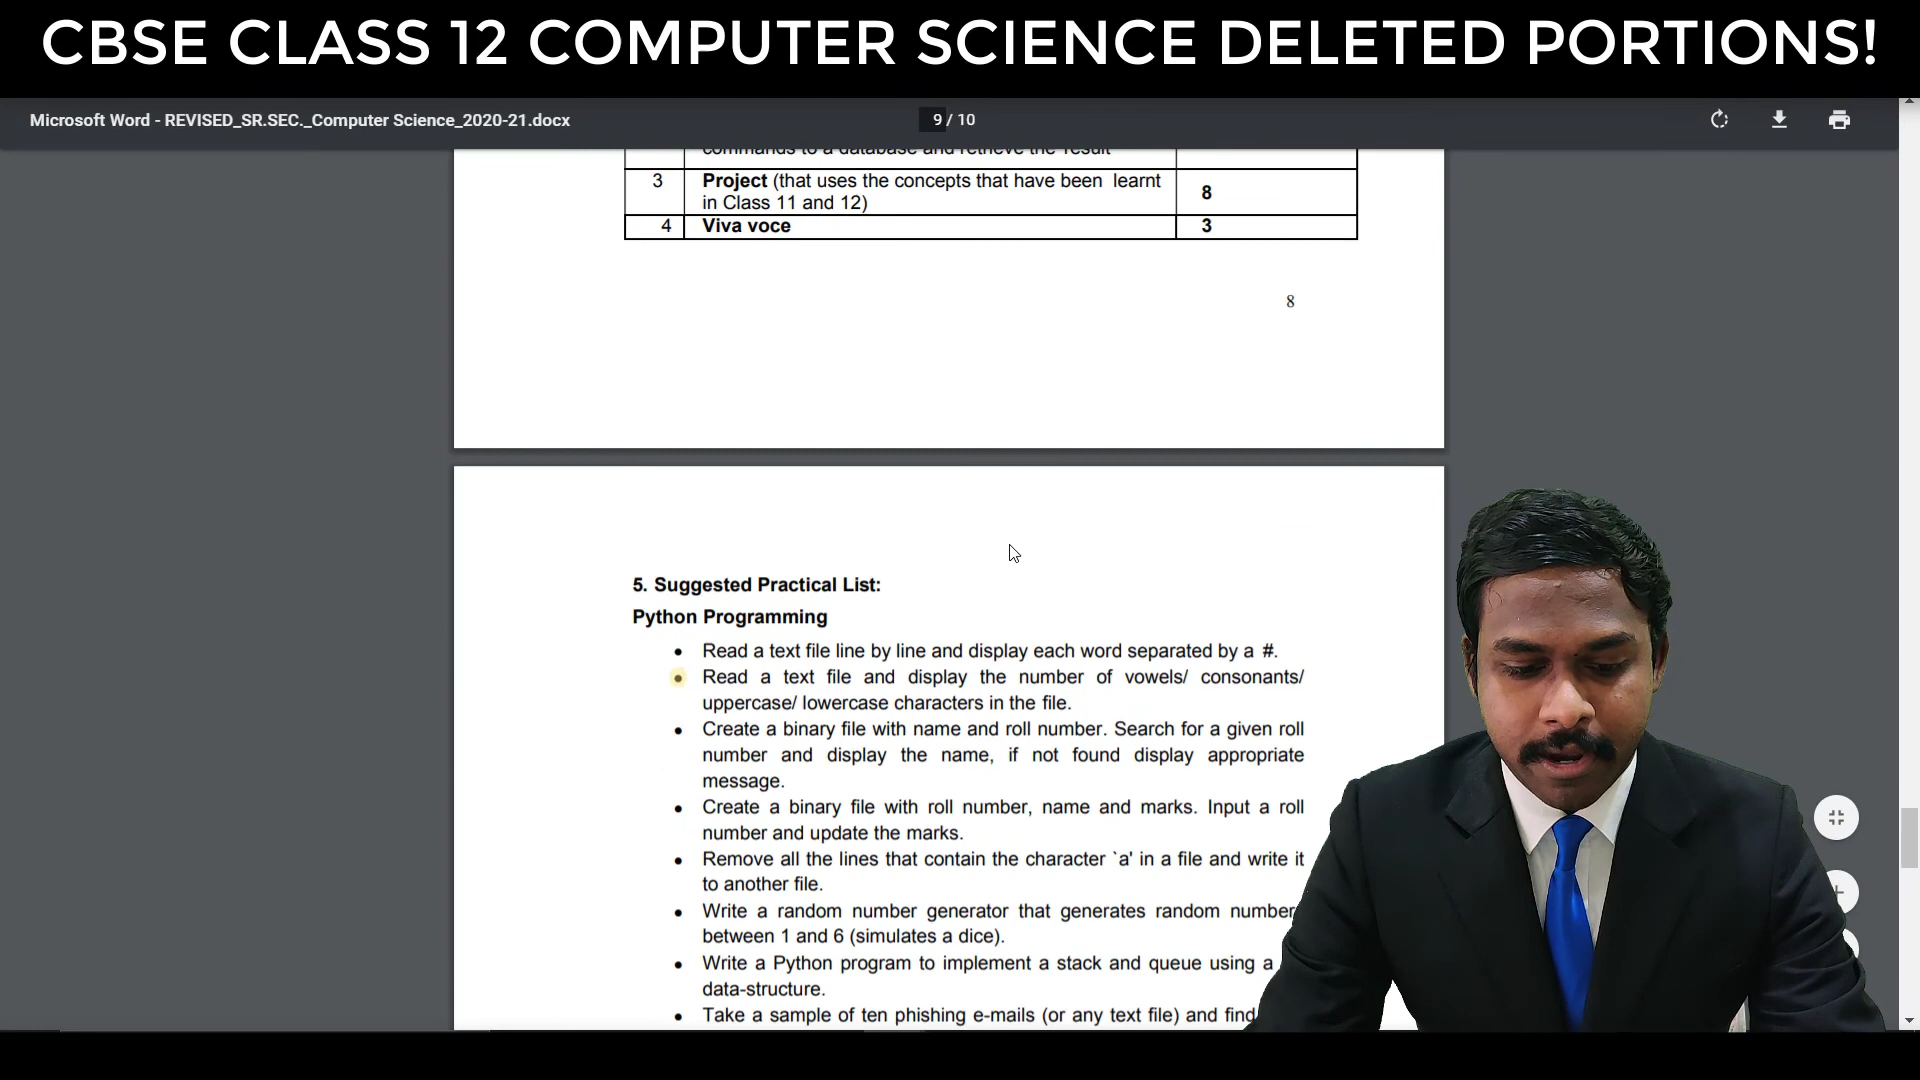 CBSE CLASS 12 COMPUTER SCIENCE DELETED PORTIONS!
Microsoft Word - REVISED_SR.SEC._Computer Science_2020-21.docx
9 / 10
commands to a database and retrieve the result
3 Project (that uses the concepts that have been learnt
in Class 11 and 12) 8
4 Viva voce 3
8
5. Suggested Practical List:
Python Programming
• Read a text file line by line and display each word separated by a #.
• Read a text file and display the number of vowels/ consonants/
uppercase/ lowercase characters in the file.
• Create a binary file with name and roll number. Search for a given roll
number and display the name, if not found display appropriate
message.
• Create a binary file with roll number, name and marks. Input a roll
number and update the marks.
• Remove all the lines that contain the character `a' in a file and write it
to another file.
• Write a random number generator that generates random number
between 1 and 6 (simulates a dice).
• Write a Python program to implement a stack and queue using a
data-structure.
• Take a sample of ten phishing e-mails (or any text file) and find